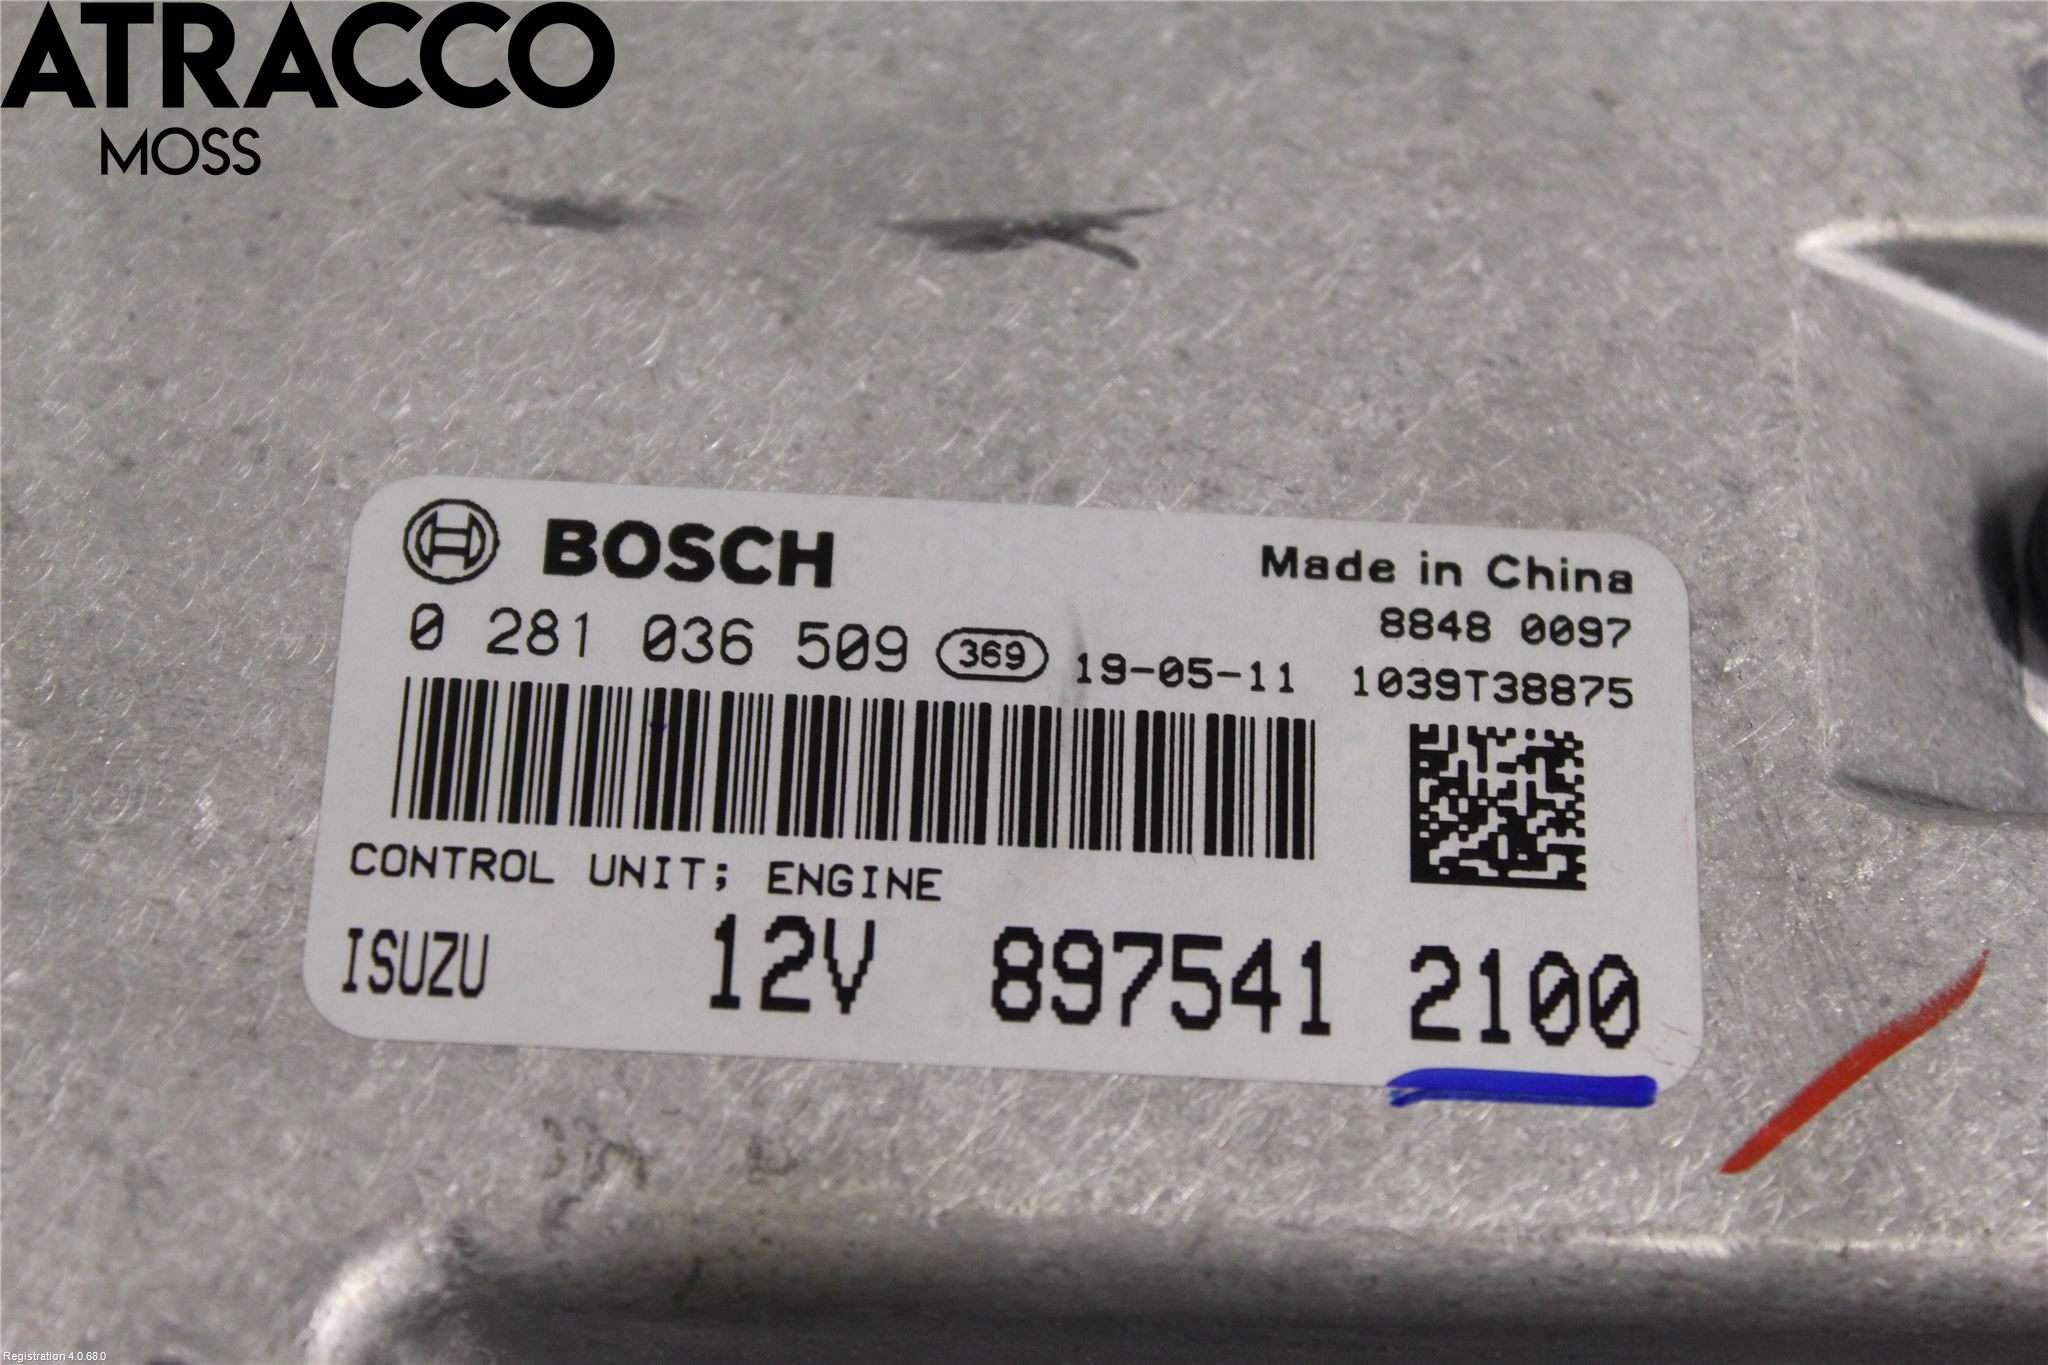 ATRACCO
MOSS
BOSCH
Made in China
0 281 036 509 369 19-05-11
8848 0097
1039T38875
CONTROL UNIT; ENGINE
ISUZU 12V 897541 2100
Registration 4.0.68.0